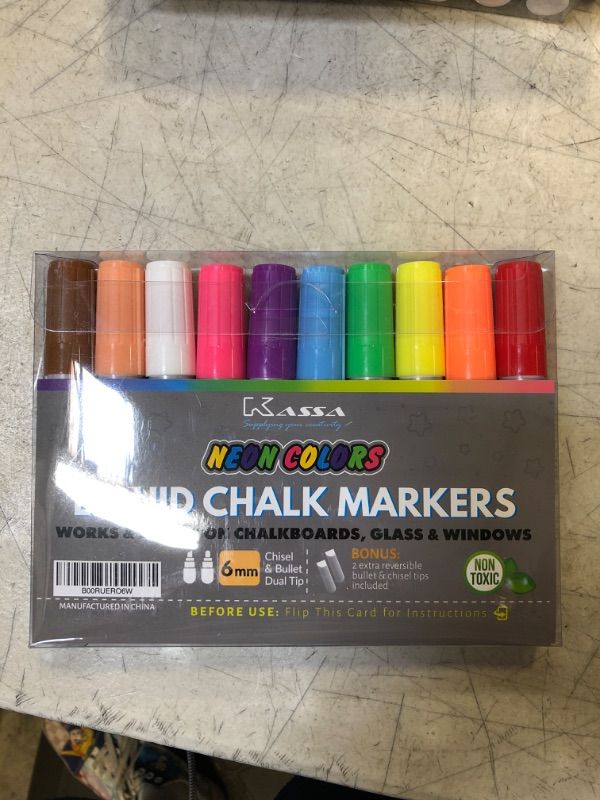 KASSA
Supplying your creativity
NEON COLORS
CHALK MARKERS
WORKS & ON CHALKBOARDS, GLASS & WINDOWS
6mm
Chisel
& Bullet
Dual Tip
BONUS:
2 extra reversible
bullet & chisel tips
included
NON
TOXIC
B00RUERO6W
MANUFACTURED IN CHINA
BEFORE USE: Flip This Card for Instructions